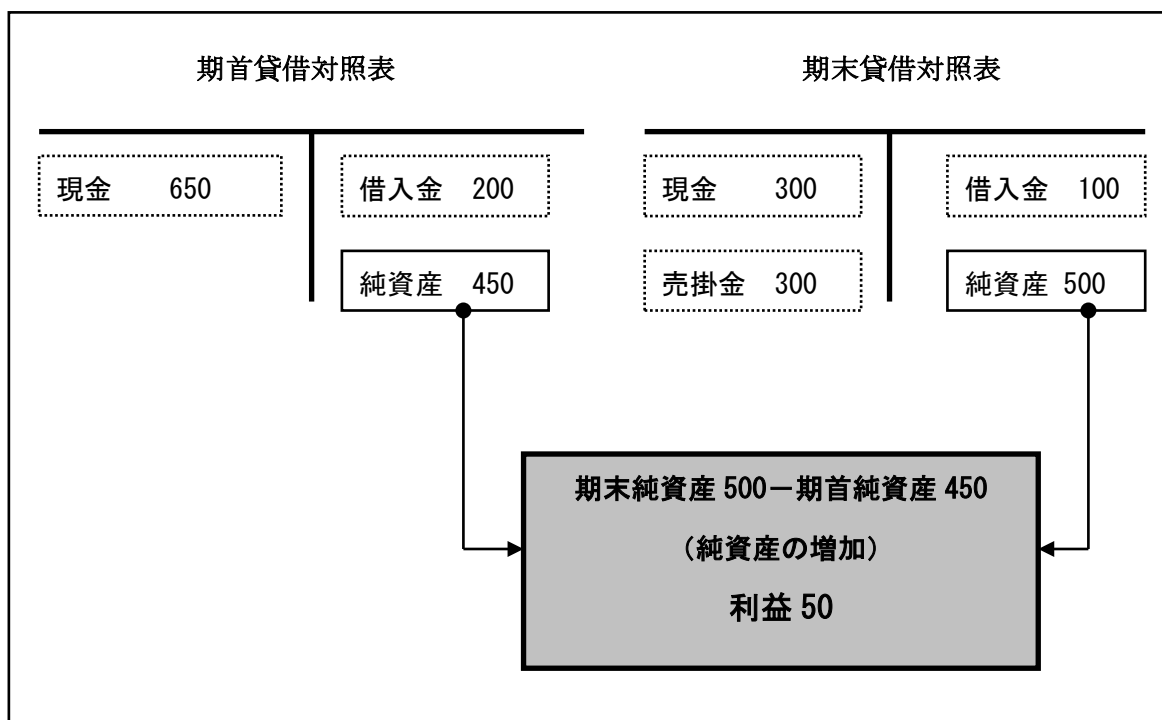 期首貸借対照表
現金 650
借入金 200
純資産 450
期末貸借対照表
現金 300
売掛金 300
借入金 100
純資産 500
期末純資産 500－期首純資産 450
（純資産の増加）
利益 50